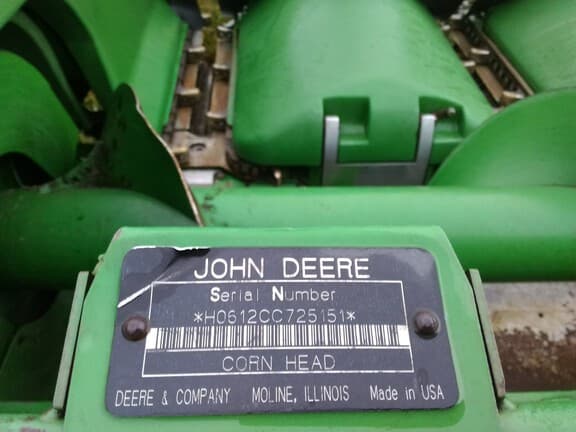 JOHN DEERE
Serial Number
*H0612CC725151*
CORN HEAD
DEERE & COMPANY MOLINE, ILLINOIS Made in USA